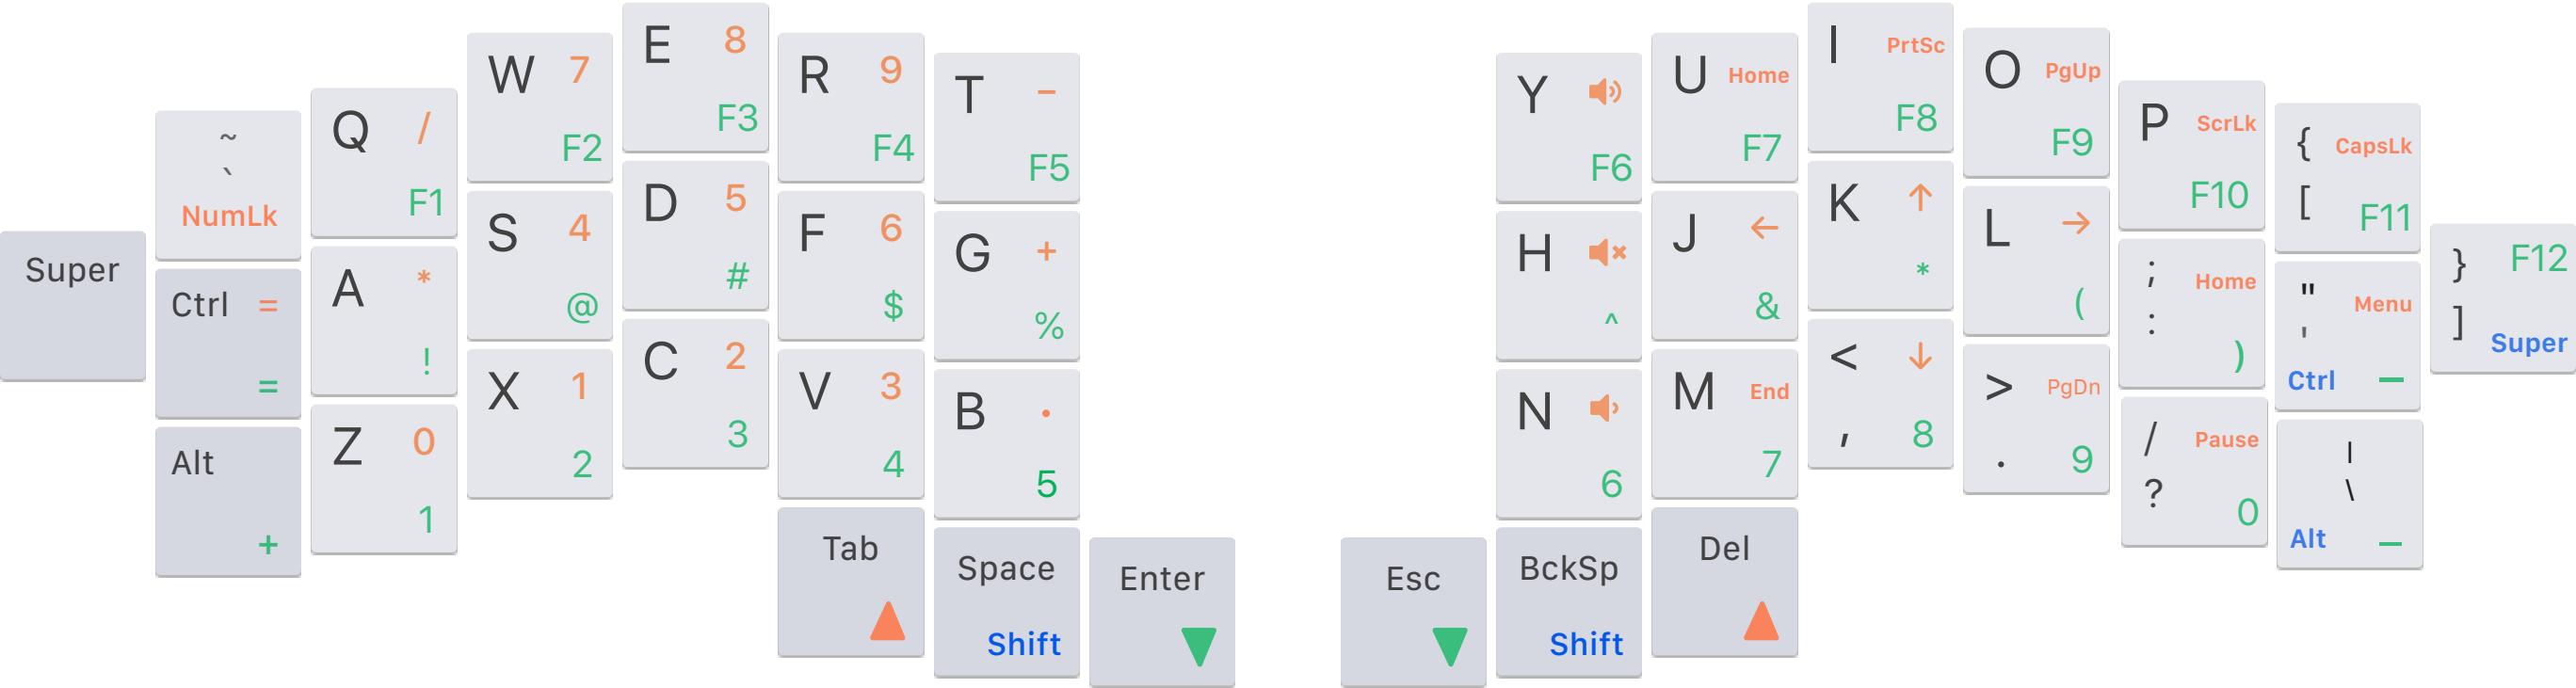 Super
~
`
NumLk
Ctrl =
=
Alt
+
Q /
F1
A *
!
Z 0
1
W 7
F2
S 4
@
X 1
2
E 8
F3
D 5
#
C 2
3
R 9
F4
F 6
$
V 3
4
Tab
T −
F5
G +
%
B .
5
Space
Shift
Enter
Esc
Y
F6
H
^
N
6
BckSp
Shift
U Home
F7
J ←
&
M End
7
Del
I PrtSc
F8
K ↑
*
< ↓
, 8
O PgUp
F9
L →
(
> PgDn
. 9
P ScrLk
F10
; Home
:
)
/ Pause
?
0
{ CapsLk
[ F11
" Menu
'
Ctrl −
|
\
Alt −
} F12
] Super